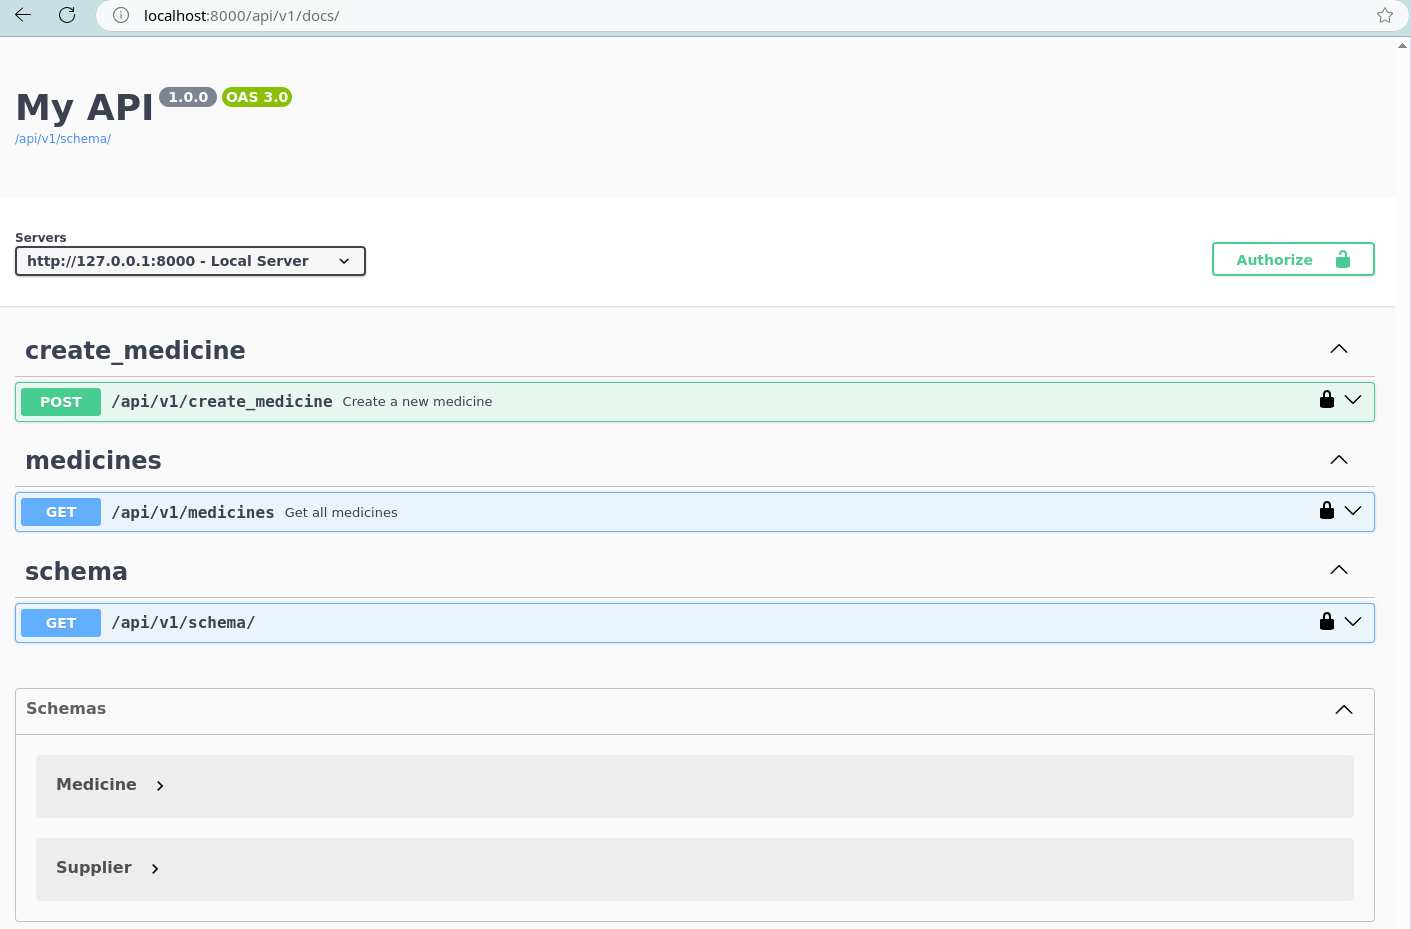 localhost:8000/api/v1/docs/
My API 1.0.0 OAS 3.0
/api/v1/schema/
Servers
http://127.0.0.1:8000 - Local Server
Authorize
create_medicine
POST /api/v1/create_medicine Create a new medicine
medicines
GET /api/v1/medicines Get all medicines
schema
GET /api/v1/schema/
Schemas
Medicine
Supplier